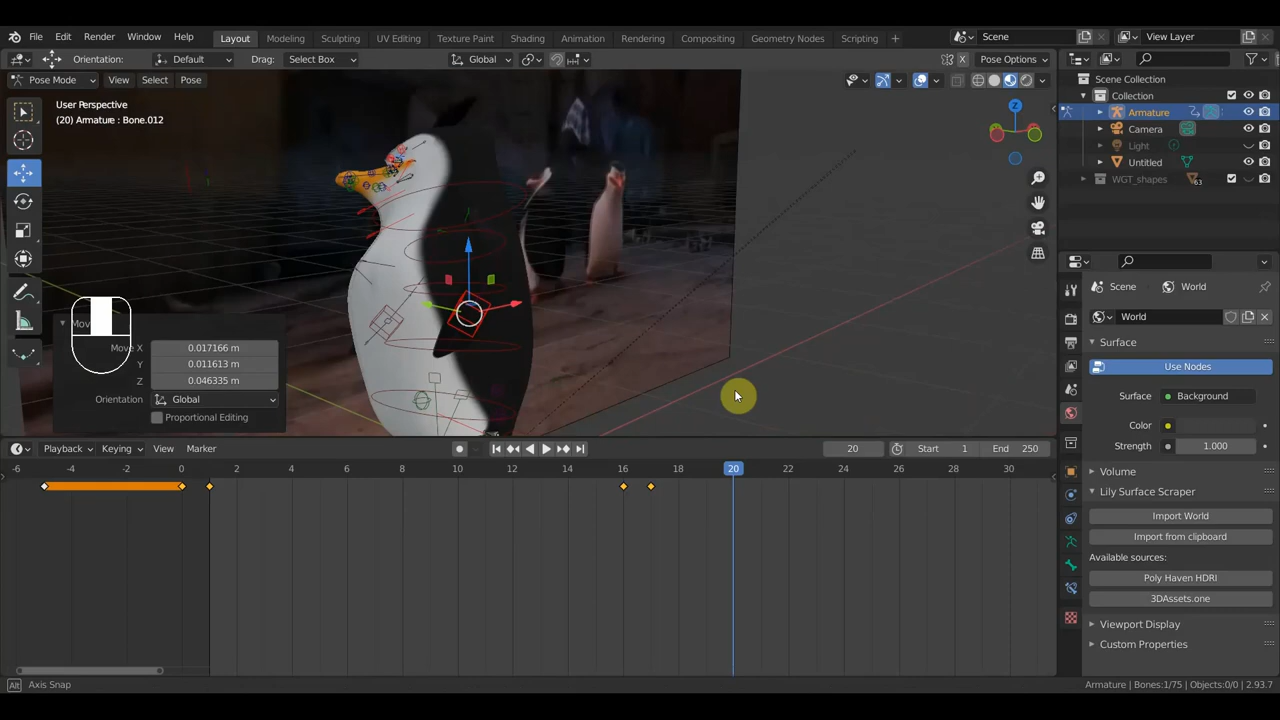 File Edit Render Window Help Layout Modeling Sculpting UV Editing Texture Paint Shading Animation Rendering Compositing Geometry Nodes Scripting + Scene View Layer
Orientation: Default Drag: Select Box Global X Pose Options
Pose Mode View Select Pose
User Perspective
(20) Armature : Bone.012
Z
Move X 0.017166 m
Y 0.011613 m
Z 0.046335 m
Orientation Global
Proportional Editing
Playback Keying View Marker 20 Start 1 End 250
-6 -4 -2 0 2 4 6 8 10 12 14 16 18 20 22 24 26 28 30
Scene Collection
Collection
Armature
Camera
Light
Untitled
WGT_shapes 63
Scene World
World
Surface
Use Nodes
Surface Background
Color
Strength 1.000
Volume
Lily Surface Scraper
Import World
Import from clipboard
Available sources:
Poly Haven HDRI
3DAssets.one
Viewport Display
Custom Properties
Alt Axis Snap Armature | Bones:1/75 | Objects:0/0 | 2.93.7